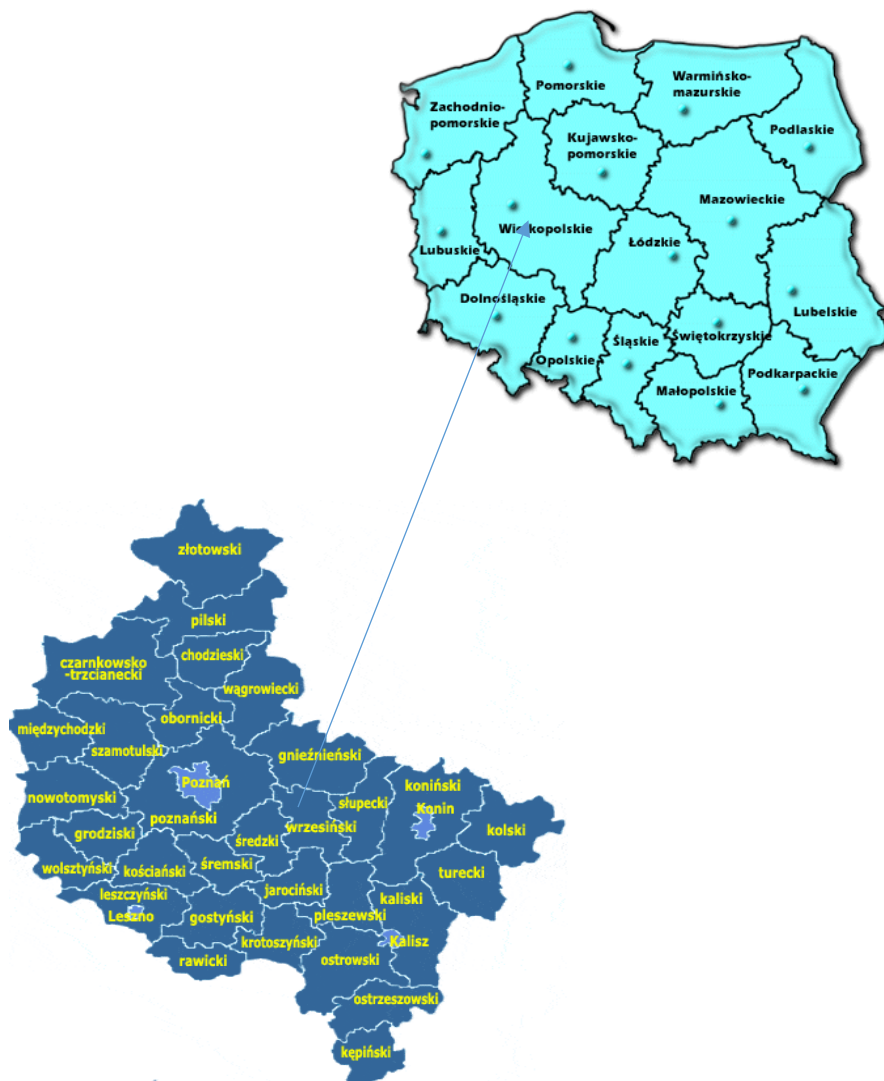 Pomorskie
Warmińsko-
mazurskie
Zachodnio-
pomorskie
Podlaskie
Kujawsko-
pomorskie
Mazowieckie
Wielkopolskie
Łódzkie
Lubuskie
Dolnośląskie
Lubelskie
Świętokrzyskie
Śląskie
Opolskie
Podkarpackie
Małopolskie
złotowski
pilski
chodzieski
czarnkowsko
-trzcianecki
wągrowiecki
obornicki
międzychodzki
szamotulski
gnieźnieński
Poznań
koniński
nowotomyski
słupecki
Konin
poznański
wrzesiński
kolski
grodziski
średzki
śremski
wolsztyński
kościański
turecki
jarociński
leszczyński
kaliski
Leszno
gostyński
pleszewski
krotoszyński
Kalisz
rawicki
ostrowski
ostrzeszowski
kępiński